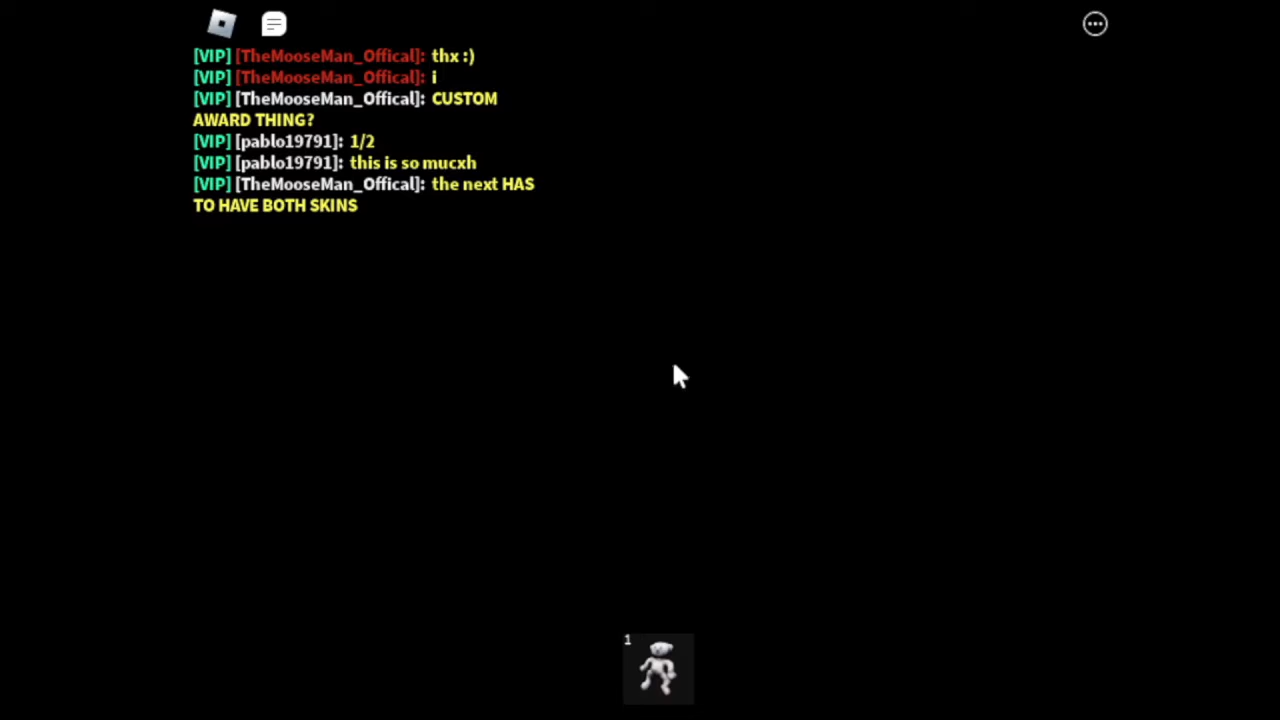 [VIP] [TheMooseMan_Offical]: thx :)
[VIP] [TheMooseMan_Offical]: i
[VIP] [TheMooseMan_Offical]: CUSTOM
AWARD THING?
[VIP] [pablo19791]: 1/2
[VIP] [pablo19791]: this is so mucxh
[VIP] [TheMooseMan_Offical]: the next HAS
TO HAVE BOTH SKINS
1